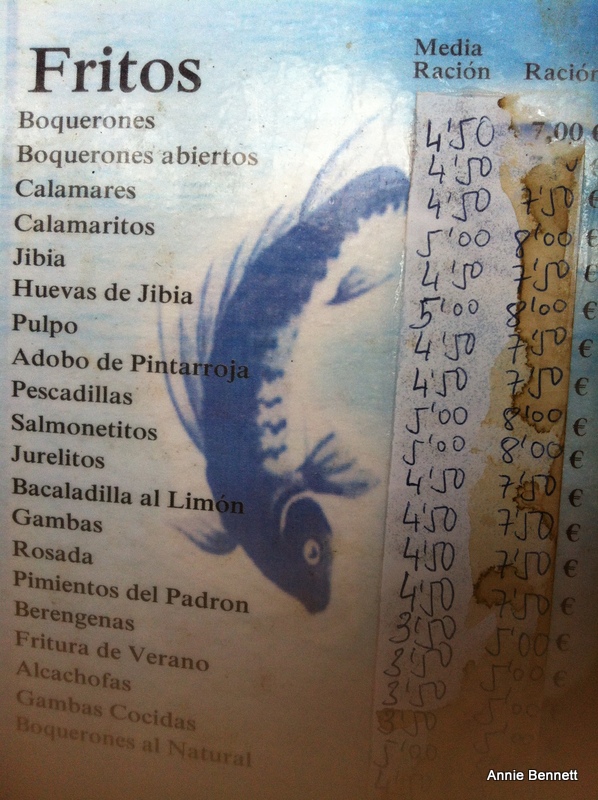 Fritos Media Ración Ración
Boquerones 4'50 7,00 €
Boquerones abiertos 4'50
Calamares 4'50 7'50 €
Calamaritos 5'00 8'00 €
Jibia 4'50 7'50 €
Huevas de Jibia 5'00 8'00 €
Pulpo 4'50 7'50 €
Adobo de Pintarroja 4'50 7'50 €
Pescadillas 5'00 8'00 €
Salmonetitos 5'00 8'00 €
Jurelitos 4'50 7'50 €
Bacaladilla al Limón 4'50 7'50 €
Gambas 4'50 7'50 €
Rosada 4'50 7'50 €
Pimientos del Padron 3'50 5'00 €
Berengenas 3'50 5'00
Fritura de Verano 3'50
Alcachofas 3'50
Gambas Cocidas 5'00
Boquerones al Natural
Annie Bennett